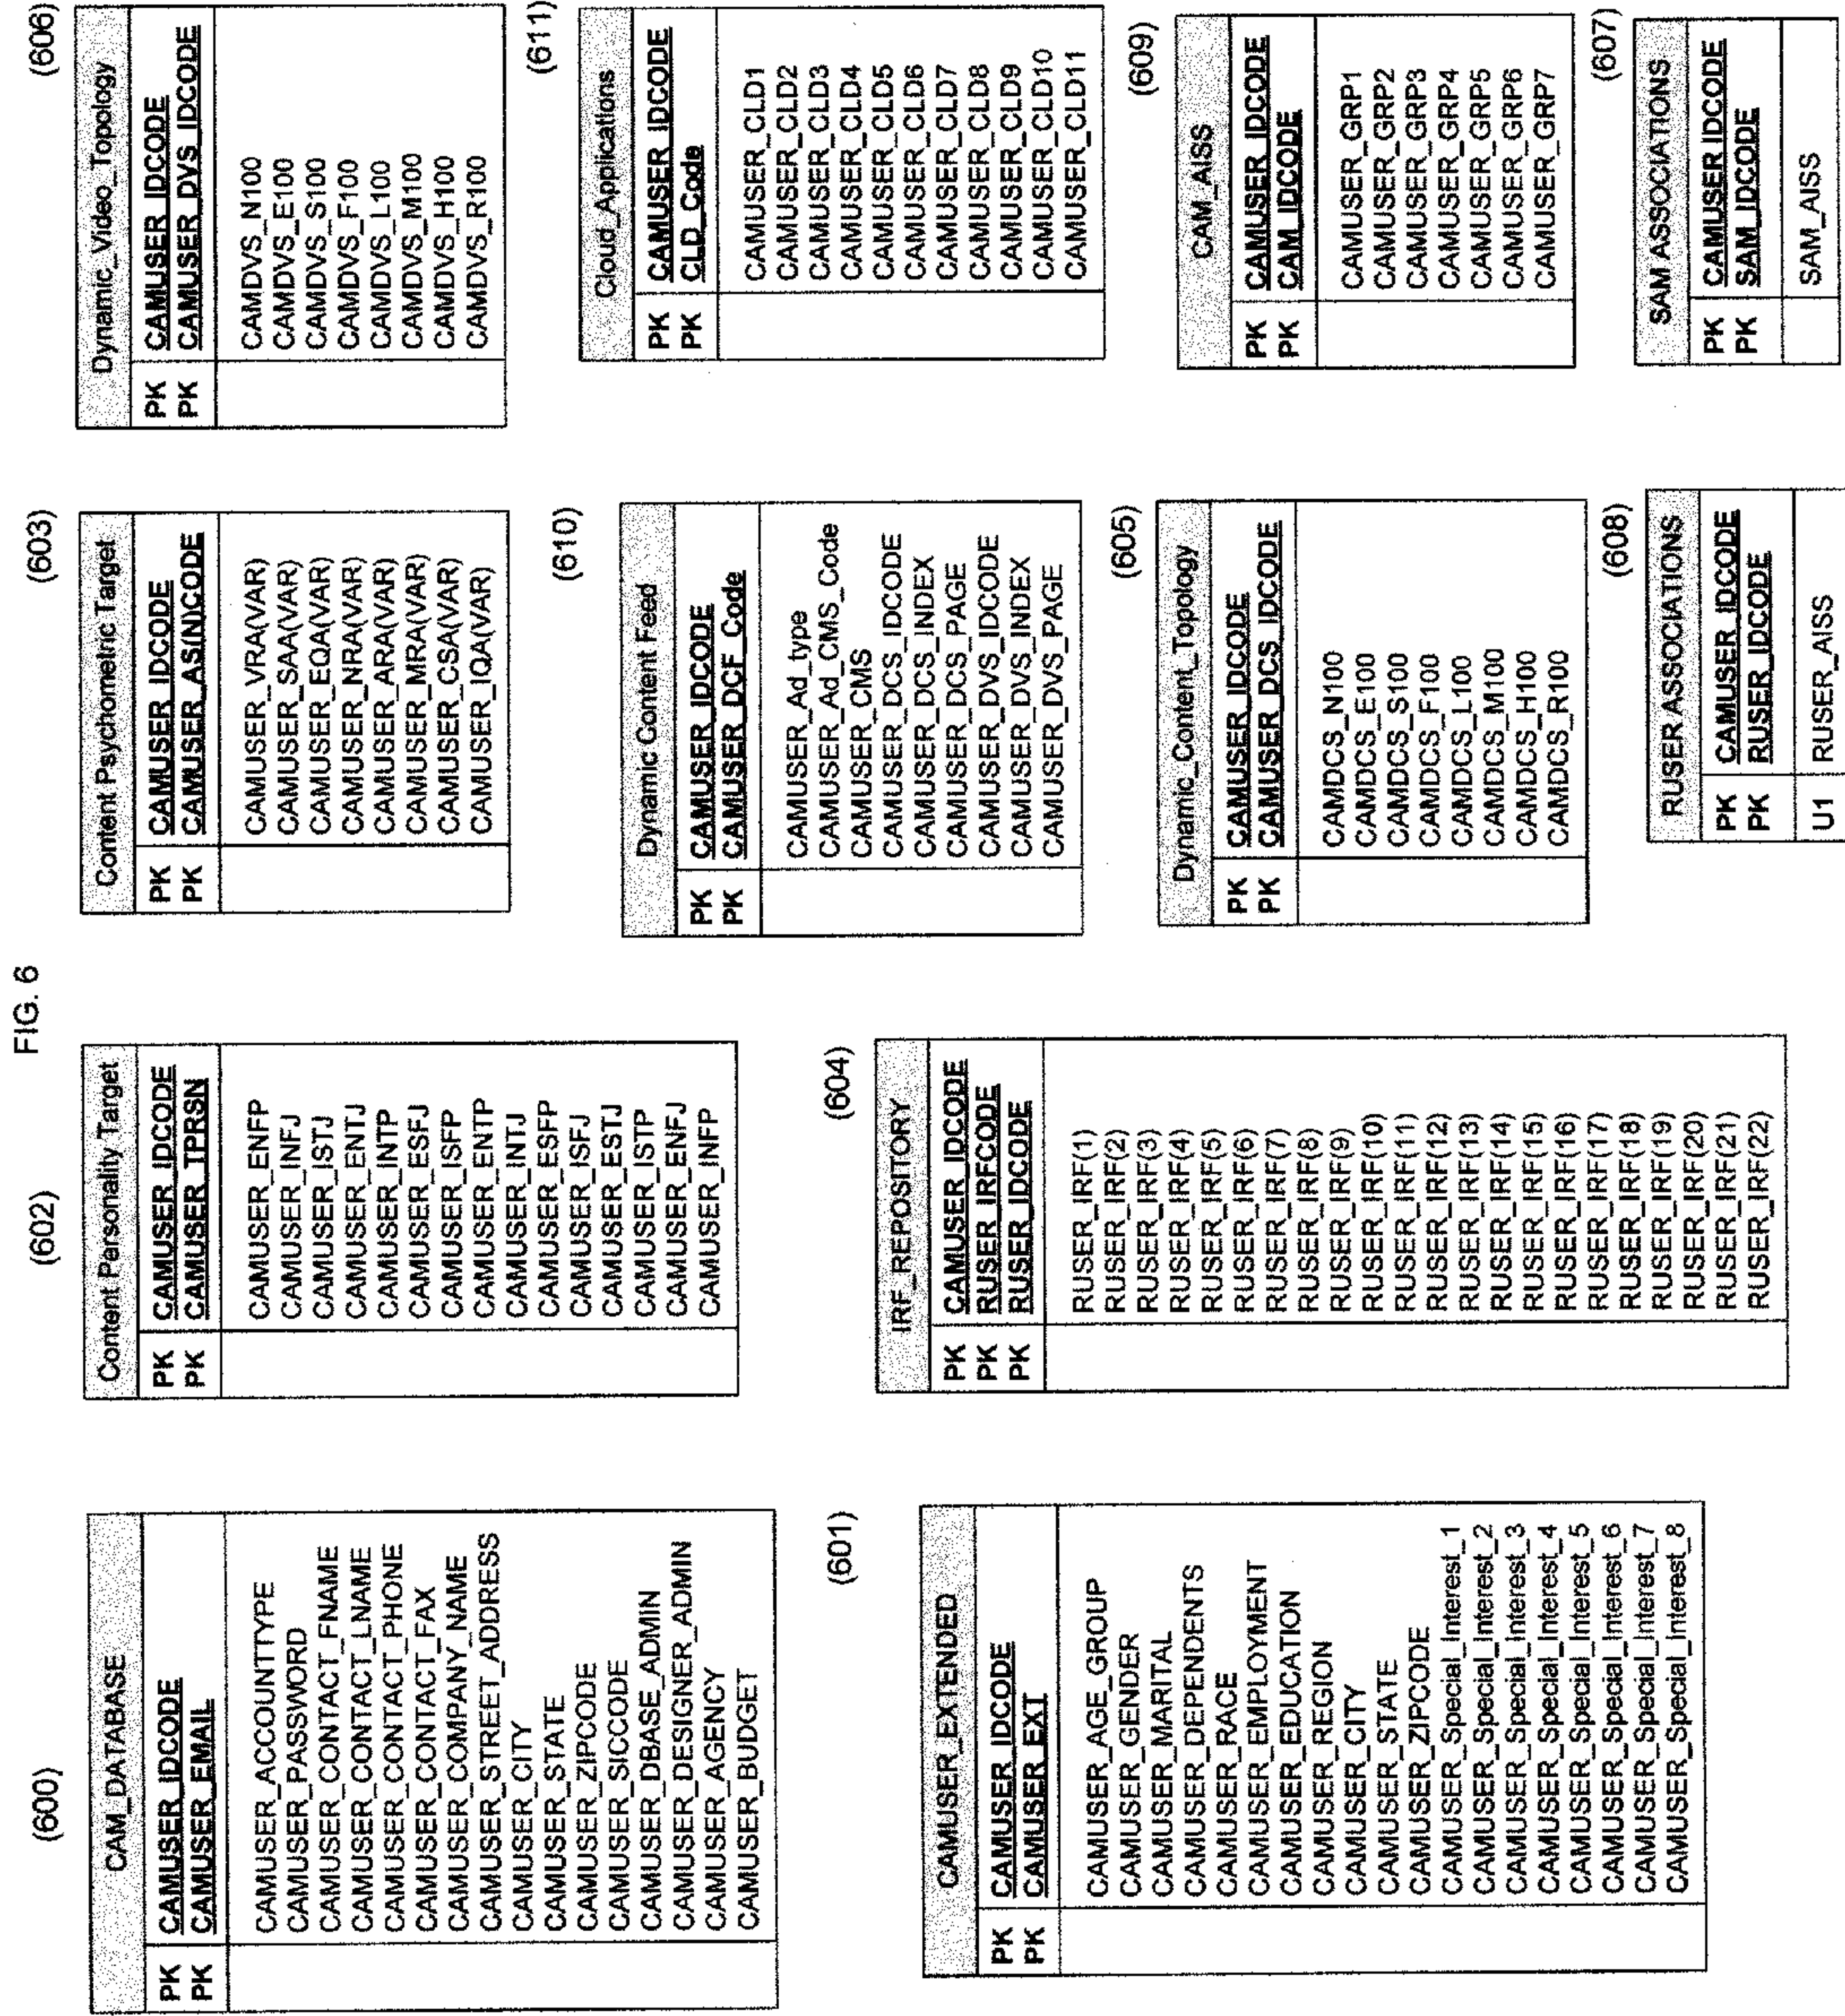 FIG. 6
(600)
CAM_DATABASE
PK CAMUSER_IDCODE
PK CAMUSER_EMAIL
CAMUSER_ACCOUNTTYPE
CAMUSER_PASSWORD
CAMUSER_CONTACT_FNAME
CAMUSER_CONTACT_LNAME
CAMUSER_CONTACT_PHONE
CAMUSER_CONTACT_FAX
CAMUSER_COMPANY_NAME
CAMUSER_STREET_ADDRESS
CAMUSER_CITY
CAMUSER_STATE
CAMUSER_ZIPCODE
CAMUSER_SICCODE
CAMUSER_DBASE_ADMIN
CAMUSER_DESIGNER_ADMIN
CAMUSER_AGENCY
CAMUSER_BUDGET
(602)
Content Personality Target
PK CAMUSER_IDCODE
PK CAMUSER_TPRSN
CAMUSER_ENFP
CAMUSER_INFJ
CAMUSER_ISTJ
CAMUSER_ENTJ
CAMUSER_INTP
CAMUSER_ESFJ
CAMUSER_ISFP
CAMUSER_ENTP
CAMUSER_INTJ
CAMUSER_ESFP
CAMUSER_ISFJ
CAMUSER_ESTJ
CAMUSER_ISTP
CAMUSER_ENFJ
CAMUSER_INFP
(603)
Content Psychometric Target
PK CAMUSER_IDCODE
PK CAMUSER_ASI(N)CODE
CAMUSER_VRA(VAR)
CAMUSER_SAA(VAR)
CAMUSER_EQA(VAR)
CAMUSER_NRA(VAR)
CAMUSER_ARA(VAR)
CAMUSER_MRA(VAR)
CAMUSER_CSA(VAR)
CAMUSER_IQA(VAR)
(606)
Dynamic_Video_Topology
PK CAMUSER_IDCODE
PK CAMUSER_DVS_IDCODE
CAMDVS_N100
CAMDVS_E100
CAMDVS_S100
CAMDVS_F100
CAMDVS_L100
CAMDVS_M100
CAMDVS_H100
CAMDVS_R100
(601)
CAMUSER_EXTENDED
PK CAMUSER_IDCODE
PK CAMUSER_EXT
CAMUSER_AGE_GROUP
CAMUSER_GENDER
CAMUSER_MARITAL
CAMUSER_DEPENDENTS
CAMUSER_RACE
CAMUSER_EMPLOYMENT
CAMUSER_EDUCATION
CAMUSER_REGION
CAMUSER_CITY
CAMUSER_STATE
CAMUSER_ZIPCODE
CAMUSER_Special_Interest_1
CAMUSER_Special_Interest_2
CAMUSER_Special_Interest_3
CAMUSER_Special_Interest_4
CAMUSER_Special_Interest_5
CAMUSER_Special_Interest_6
CAMUSER_Special_Interest_7
CAMUSER_Special_Interest_8
(604)
IRF_REPOSITORY
PK CAMUSER_IDCODE
PK RUSER_IRFCODE
PK RUSER_IDCODE
RUSER_IRF(1)
RUSER_IRF(2)
RUSER_IRF(3)
RUSER_IRF(4)
RUSER_IRF(5)
RUSER_IRF(6)
RUSER_IRF(7)
RUSER_IRF(8)
RUSER_IRF(9)
RUSER_IRF(10)
RUSER_IRF(11)
RUSER_IRF(12)
RUSER_IRF(13)
RUSER_IRF(14)
RUSER_IRF(15)
RUSER_IRF(16)
RUSER_IRF(17)
RUSER_IRF(18)
RUSER_IRF(19)
RUSER_IRF(20)
RUSER_IRF(21)
RUSER_IRF(22)
(610)
Dynamic Content Feed
PK CAMUSER_IDCODE
PK CAMUSER_DCF_Code
CAMUSER_Ad_type
CAMUSER_Ad_CMS_Code
CAMUSER_CMS
CAMUSER_DCS_IDCODE
CAMUSER_DCS_INDEX
CAMUSER_DCS_PAGE
CAMUSER_DVS_IDCODE
CAMUSER_DVS_INDEX
CAMUSER_DVS_PAGE
(611)
Cloud_Applications
PK CAMUSER_IDCODE
PK CLD_Code
CAMUSER_CLD1
CAMUSER_CLD2
CAMUSER_CLD3
CAMUSER_CLD4
CAMUSER_CLD5
CAMUSER_CLD6
CAMUSER_CLD7
CAMUSER_CLD8
CAMUSER_CLD9
CAMUSER_CLD10
CAMUSER_CLD11
(605)
Dynamic_Content_Topology
PK CAMUSER_IDCODE
PK CAMUSER_DCS_IDCODE
CAMDCS_N100
CAMDCS_E100
CAMDCS_S100
CAMDCS_F100
CAMDCS_L100
CAMDCS_M100
CAMDCS_H100
CAMDCS_R100
(609)
CAM_AISS
PK CAMUSER_IDCODE
PK CAM_IDCODE
CAMUSER_GRP1
CAMUSER_GRP2
CAMUSER_GRP3
CAMUSER_GRP4
CAMUSER_GRP5
CAMUSER_GRP6
CAMUSER_GRP7
(608)
RUSER ASSOCIATIONS
PK CAMUSER_IDCODE
PK RUSER_IDCODE
U1 RUSER_AISS
(607)
SAM ASSOCIATIONS
PK CAMUSER IDCODE
PK SAM_IDCODE
SAM_AISS